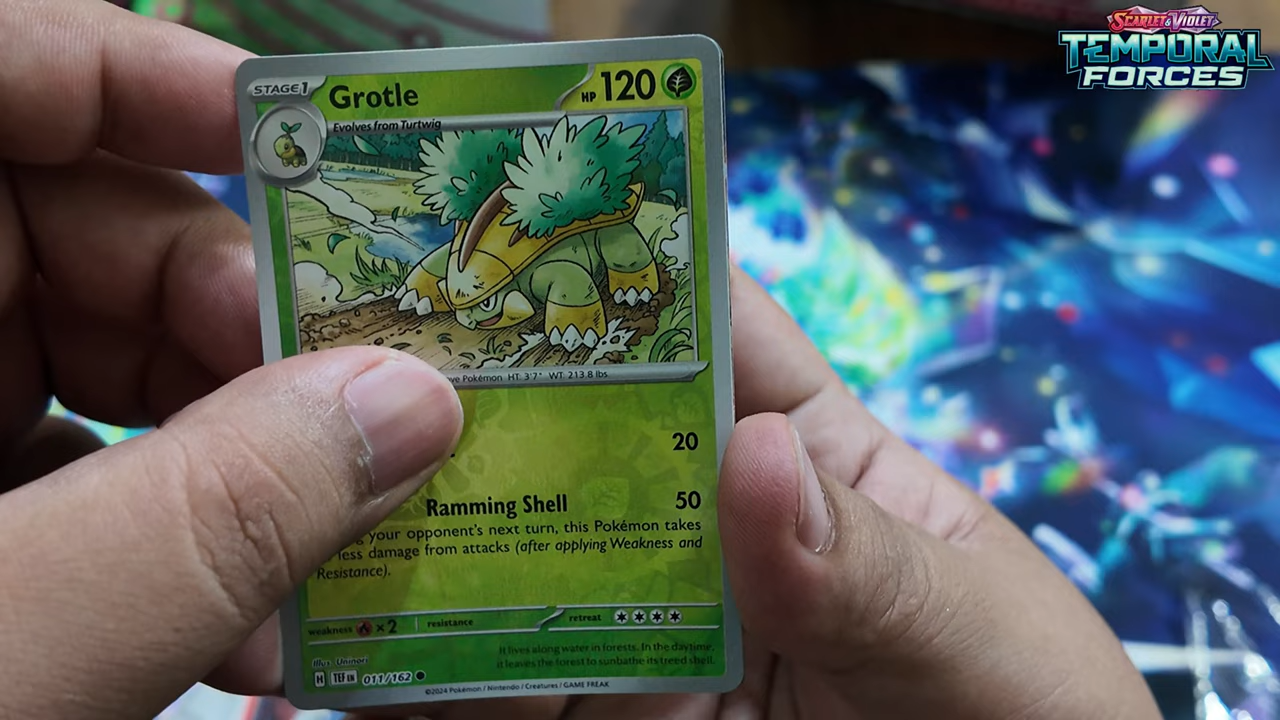 SCARLET & VIOLET
TEMPORAL
FORCES
STAGE 1
Grotle
HP 120
Evolves from Turtwig
Pokémon HT: 3'7" WT: 213.8 lbs
20
Ramming Shell 50
your opponent's next turn, this Pokémon takes
less damage from attacks (after applying Weakness and
Resistance).
weakness ×2 resistance retreat
Illus. Uninori
It lives along water in forests. In the daytime,
it leaves the forest to sunbathe its treed shell.
H TEF EN 011/162
©2024 Pokémon / Nintendo / Creatures / GAME FREAK